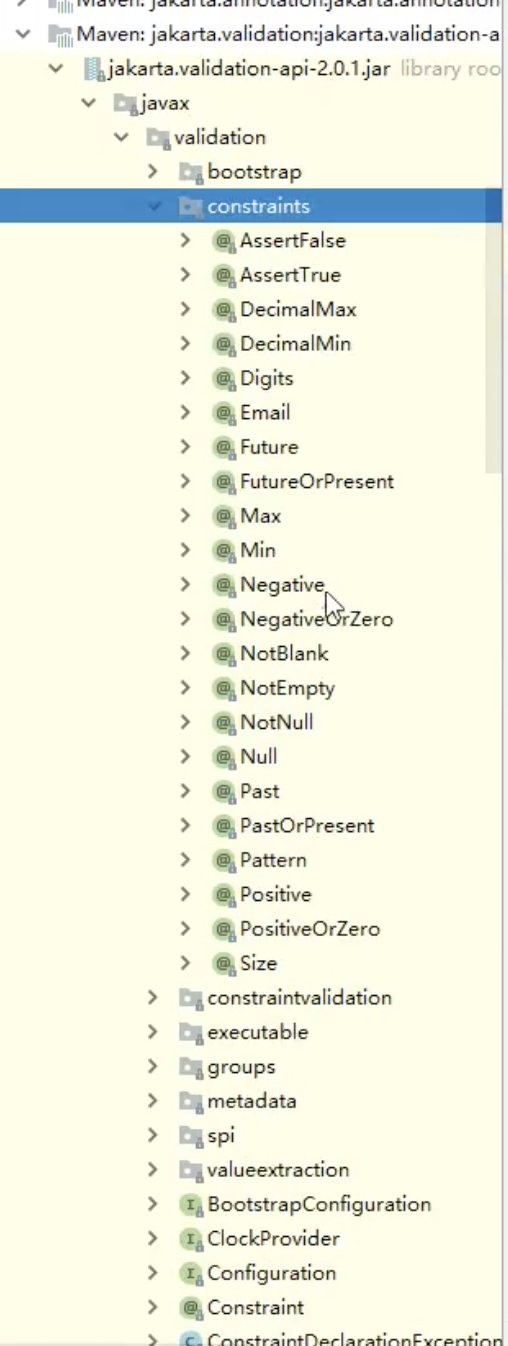 Maven: jakarta.annotation:jakarta.annotation
Maven: jakarta.validation:jakarta.validation-a
jakarta.validation-api-2.0.1.jar library roo
javax
validation
bootstrap
constraints
AssertFalse
AssertTrue
DecimalMax
DecimalMin
Digits
Email
Future
FutureOrPresent
Max
Min
Negative
NegativeOrZero
NotBlank
NotEmpty
NotNull
Null
Past
PastOrPresent
Pattern
Positive
PositiveOrZero
Size
constraintvalidation
executable
groups
metadata
spi
valueextraction
BootstrapConfiguration
ClockProvider
Configuration
Constraint
ConstraintDeclarationException